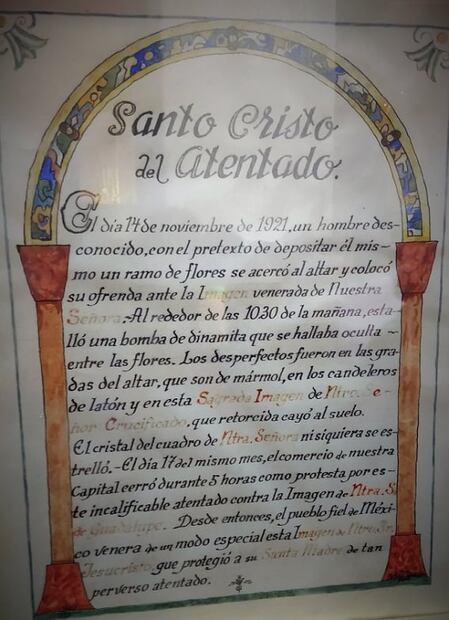 Santo Cristo
del Atentado.
El día 14 de noviembre de 1921, un hombre des-
conocido, con el pretexto de depositar él mis-
mo un ramo de flores se acercó al altar y colocó
su ofrenda ante la Imagen venerada de Nuestra
Señora.-Al rededor de las 10 30 de la mañana, esta-
lló una bomba de dinamita que se hallaba oculta -
entre las flores. Los desperfectos fueron en las gra-
das del altar, que son de mármol, en los candeleros
de latón y en esta Sagrada Imagen de Ntro. Se-
ñor Crucificado, que retorcida cayó al suelo.
El cristal del cuadro de Ntra. Señora ni siquiera se es-
trelló.-El día 17 del mismo mes, el comercio de nuestra
Capital cerró durante 5 horas como protesta por es-
te incalificable atentado contra la Imagen de Ntra. S.
de Guadalupe. Desde entonces, el pueblo fiel de Méxi-
co venera de un modo especial esta Imagen de Ntro. Sr.
Jesucristo, que protegió a su Santa Madre de tan
perverso atentado.